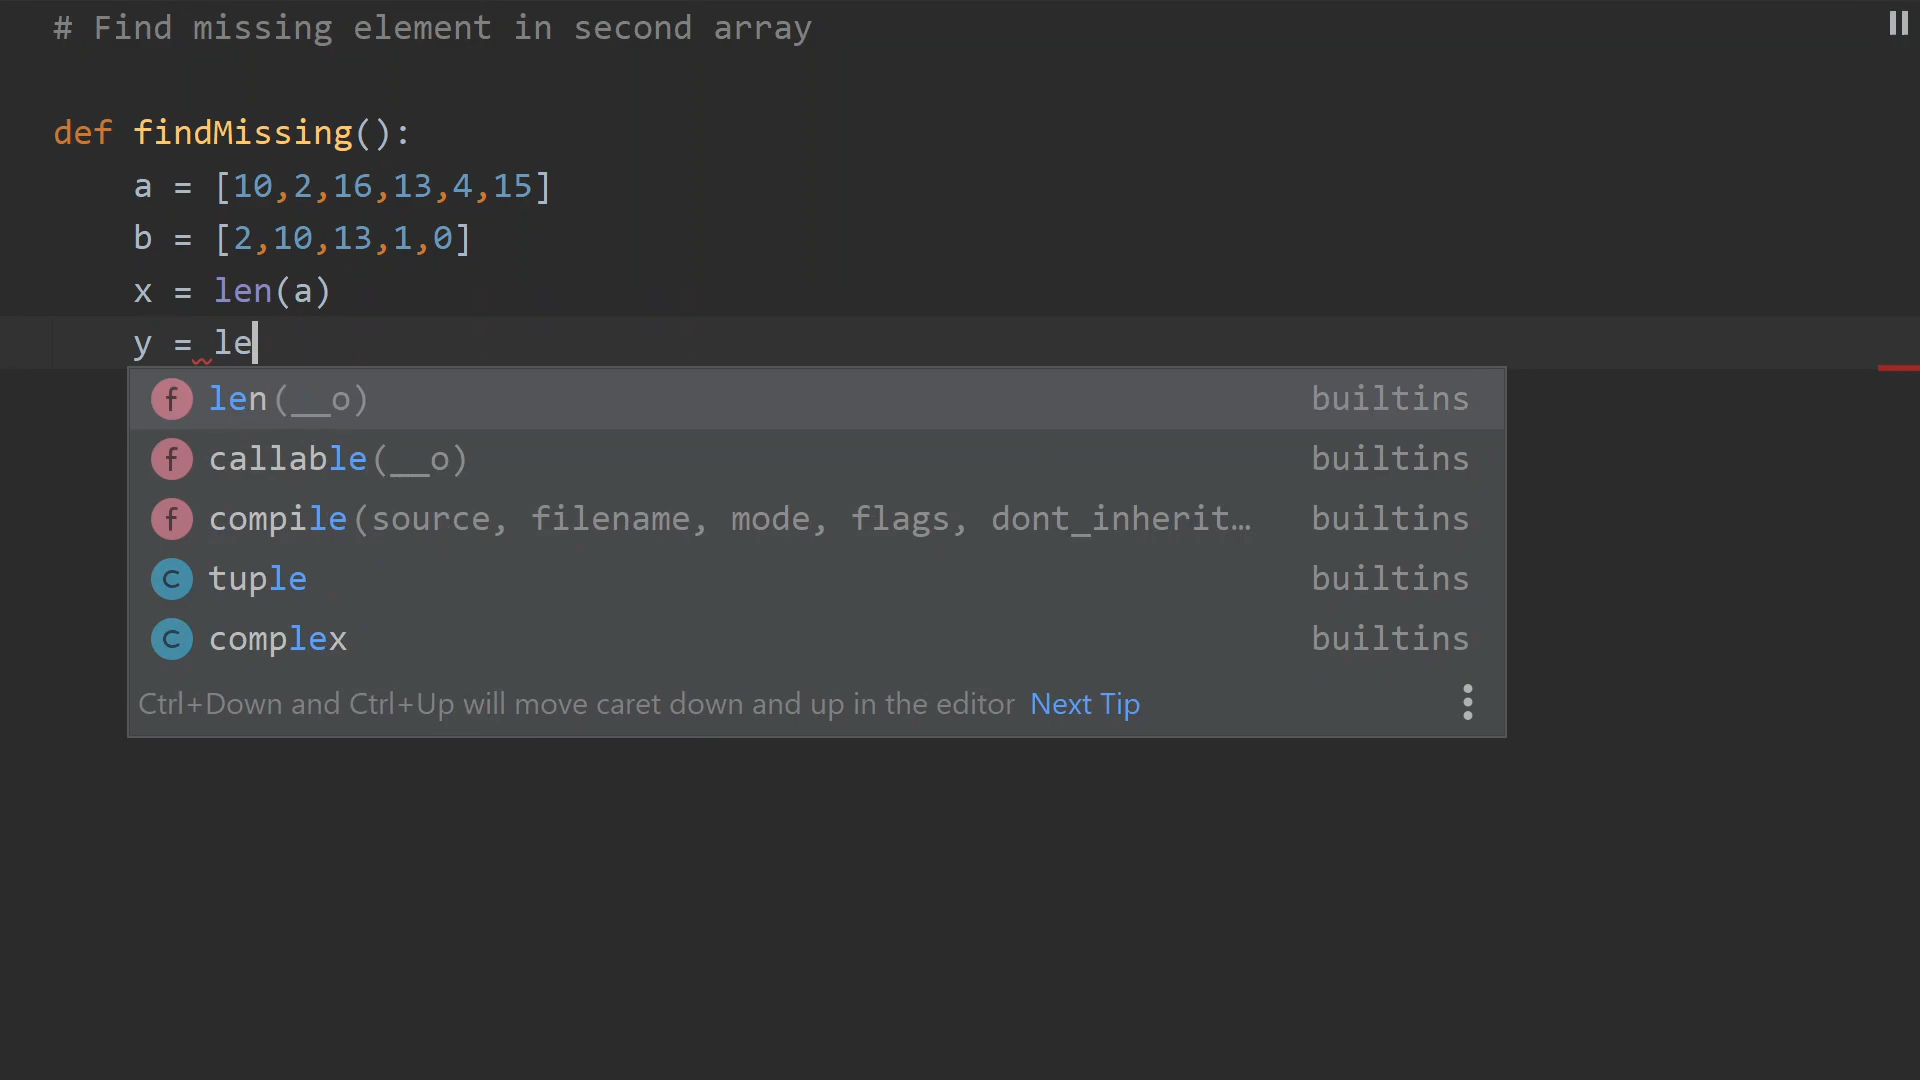 # Find missing element in second array
def findMissing():
    a = [10,2,16,13,4,15]
    b = [2,10,13,1,0]
    x = len(a)
    y = le
f len(__o) builtins
f callable(__o) builtins
f compile(source, filename, mode, flags, dont_inherit… builtins
C tuple builtins
C complex builtins
Ctrl+Down and Ctrl+Up will move caret down and up in the editor Next Tip